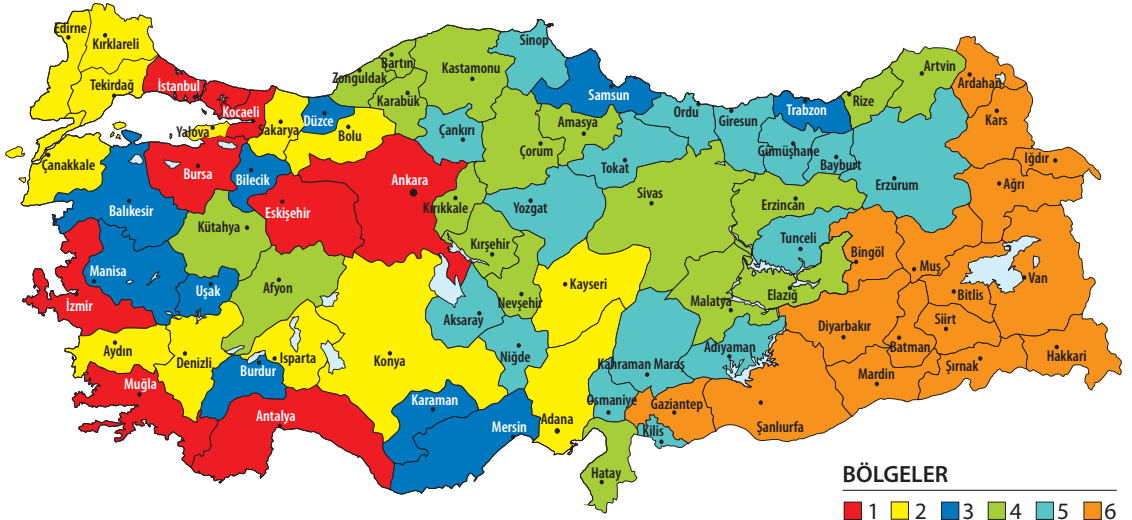 Edirne
Kırklareli
Tekirdağ
İstanbul
Kocaeli
Yalova
Sakarya
Düzce
Bolu
Zonguldak
Bartın
Karabük
Kastamonu
Sinop
Samsun
Çankırı
Çorum
Amasya
Ordu
Giresun
Trabzon
Rize
Artvin
Ardahan
Kars
Iğdır
Ağrı
Erzurum
Bayburt
Gümüşhane
Tokat
Çanakkale
Balıkesir
Bursa
Bilecik
Eskişehir
Ankara
Kırıkkale
Yozgat
Sivas
Erzincan
Tunceli
Bingöl
Muş
Bitlis
Van
Kütahya
Manisa
İzmir
Uşak
Afyon
Kırşehir
Nevşehir
Aksaray
Kayseri
Malatya
Elazığ
Diyarbakır
Batman
Siirt
Şırnak
Hakkari
Mardin
Aydın
Denizli
Isparta
Burdur
Konya
Niğde
Kahraman Maraş
Adıyaman
Muğla
Antalya
Karaman
Mersin
Adana
Osmaniye
Gaziantep
Kilis
Şanlıurfa
Hatay
BÖLGELER
1 2 3 4 5 6